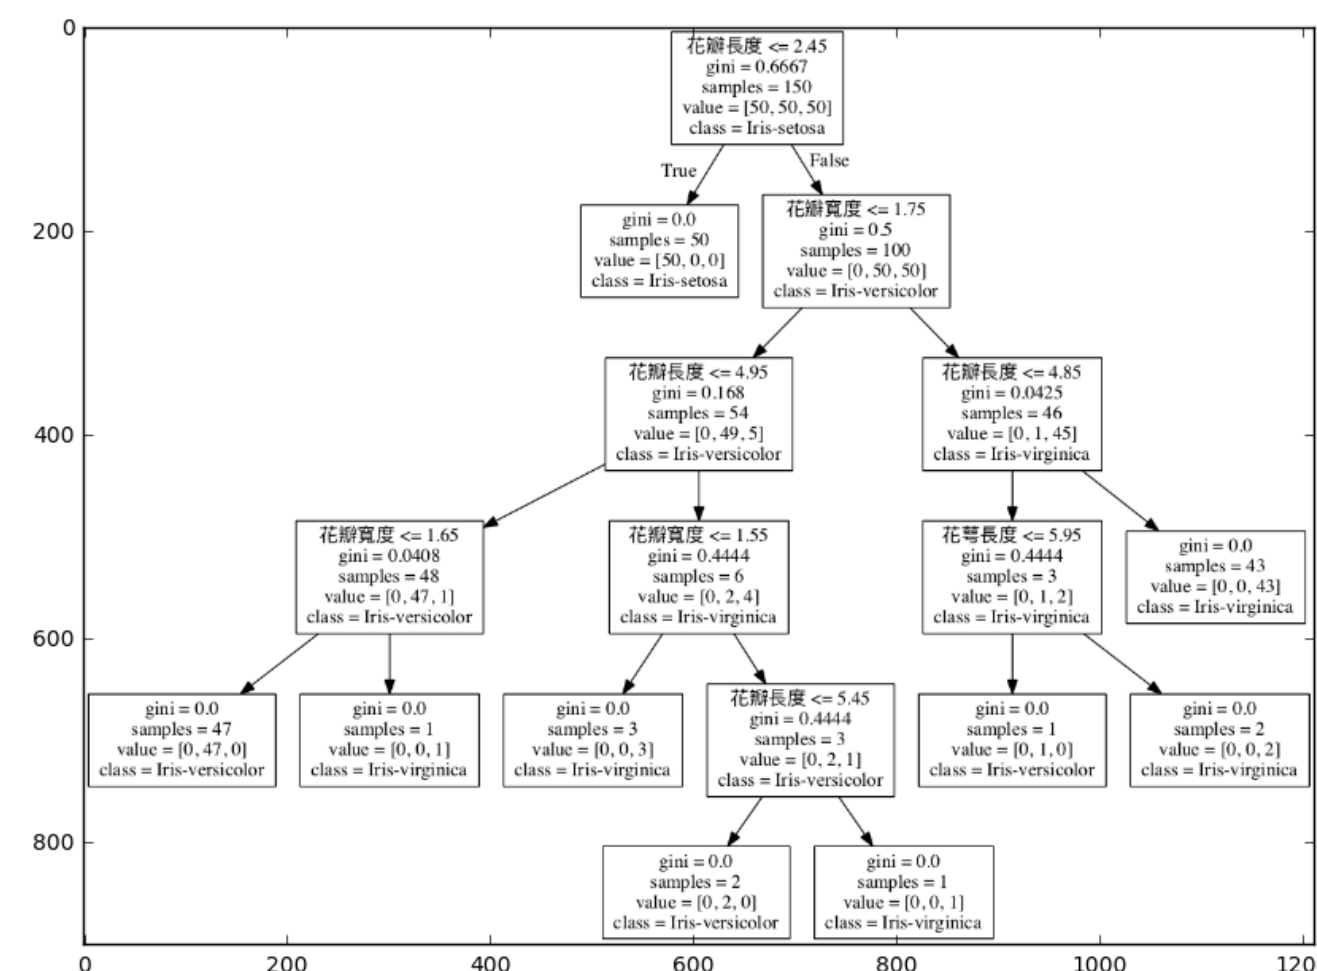 0
花瓣長度 <= 2.45
gini = 0.6667
samples = 150
value = [50, 50, 50]
class = Iris-setosa
True
False
200
gini = 0.0
samples = 50
value = [50, 0, 0]
class = Iris-setosa
花瓣寬度 <= 1.75
gini = 0.5
samples = 100
value = [0, 50, 50]
class = Iris-versicolor
花瓣長度 <= 4.95
gini = 0.168
samples = 54
value = [0, 49, 5]
class = Iris-versicolor
花瓣長度 <= 4.85
gini = 0.0425
samples = 46
value = [0, 1, 45]
class = Iris-virginica
400
花瓣寬度 <= 1.65
gini = 0.0408
samples = 48
value = [0, 47, 1]
class = Iris-versicolor
花瓣寬度 <= 1.55
gini = 0.4444
samples = 6
value = [0, 2, 4]
class = Iris-virginica
花萼長度 <= 5.95
gini = 0.4444
samples = 3
value = [0, 1, 2]
class = Iris-virginica
gini = 0.0
samples = 43
value = [0, 0, 43]
class = Iris-virginica
600
gini = 0.0
samples = 47
value = [0, 47, 0]
class = Iris-versicolor
gini = 0.0
samples = 1
value = [0, 0, 1]
class = Iris-virginica
gini = 0.0
samples = 3
value = [0, 0, 3]
class = Iris-virginica
花瓣長度 <= 5.45
gini = 0.4444
samples = 3
value = [0, 2, 1]
class = Iris-versicolor
gini = 0.0
samples = 1
value = [0, 1, 0]
class = Iris-versicolor
gini = 0.0
samples = 2
value = [0, 0, 2]
class = Iris-virginica
800
gini = 0.0
samples = 2
value = [0, 2, 0]
class = Iris-versicolor
gini = 0.0
samples = 1
value = [0, 0, 1]
class = Iris-virginica
0 200 400 600 800 1000 120